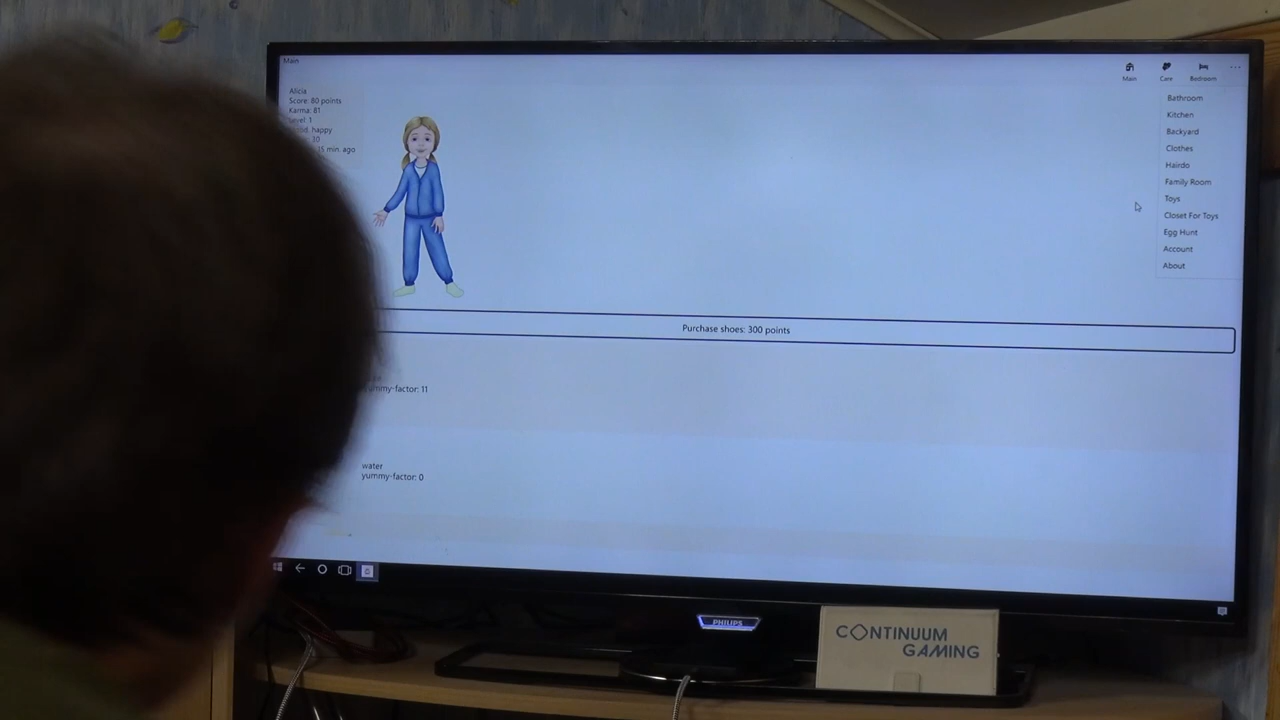 Main
Alicia
Score: 80 points
Karma: 81
Level: 1
happy
30
15 min. ago
Main
Care
Bedroom
...
Bathroom
Kitchen
Backyard
Clothes
Hairdo
Family Room
Toys
Closet For Toys
Egg Hunt
Account
About
Purchase shoes: 300 points
yummy-factor: 11
water
yummy-factor: 0
PHILIPS
CONTINUUM
GAMING